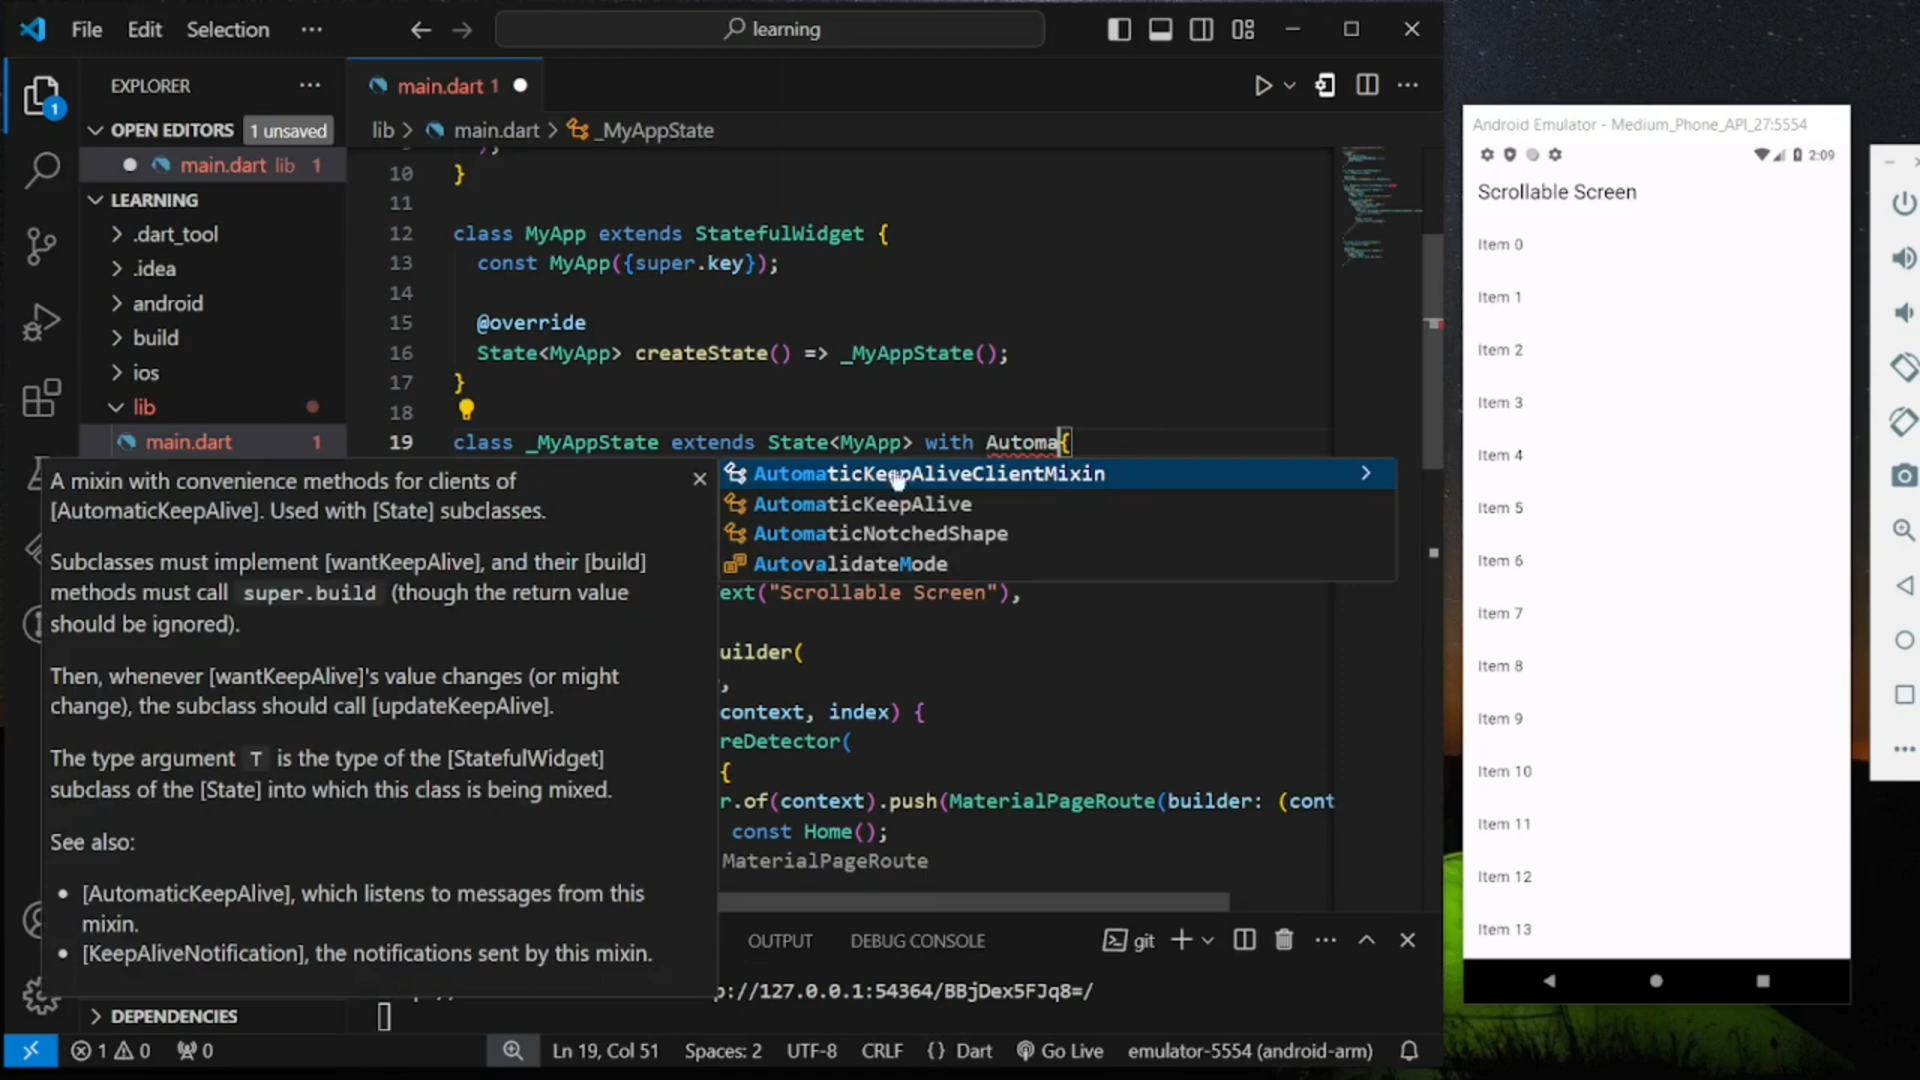 File Edit Selection ··· learning
EXPLORER ···
OPEN EDITORS 1 unsaved
main.dart lib 1
LEARNING
.dart_tool
.idea
android
build
ios
lib
main.dart 1
DEPENDENCIES
main.dart 1
lib > main.dart > _MyAppState
10 }
11
12 class MyApp extends StatefulWidget {
13 const MyApp({super.key});
14
15 @override
16 State<MyApp> createState() => _MyAppState();
17 }
18
19 class _MyAppState extends State<MyApp> with Automa{
AutomaticKeepAliveClientMixin
AutomaticKeepAlive
AutomaticNotchedShape
AutovalidateMode
A mixin with convenience methods for clients of
[AutomaticKeepAlive]. Used with [State] subclasses.
Subclasses must implement [wantKeepAlive], and their [build]
methods must call super.build (though the return value
should be ignored).
Then, whenever [wantKeepAlive]'s value changes (or might
change), the subclass should call [updateKeepAlive].
The type argument T is the type of the [StatefulWidget]
subclass of the [State] into which this class is being mixed.
See also:
• [AutomaticKeepAlive], which listens to messages from this
mixin.
• [KeepAliveNotification], the notifications sent by this mixin.
ext("Scrollable Screen"),
uilder(
,
context, index) {
reDetector(
{
r.of(context).push(MaterialPageRoute(builder: (cont
const Home();
MaterialPageRoute
OUTPUT DEBUG CONSOLE git
p://127.0.0.1:54364/BBjDex5FJq8=/
1 0 0 Ln 19, Col 51 Spaces: 2 UTF-8 CRLF {} Dart Go Live emulator-5554 (android-arm)
Android Emulator - Medium_Phone_API_27:5554
2:09
Scrollable Screen
Item 0
Item 1
Item 2
Item 3
Item 4
Item 5
Item 6
Item 7
Item 8
Item 9
Item 10
Item 11
Item 12
Item 13